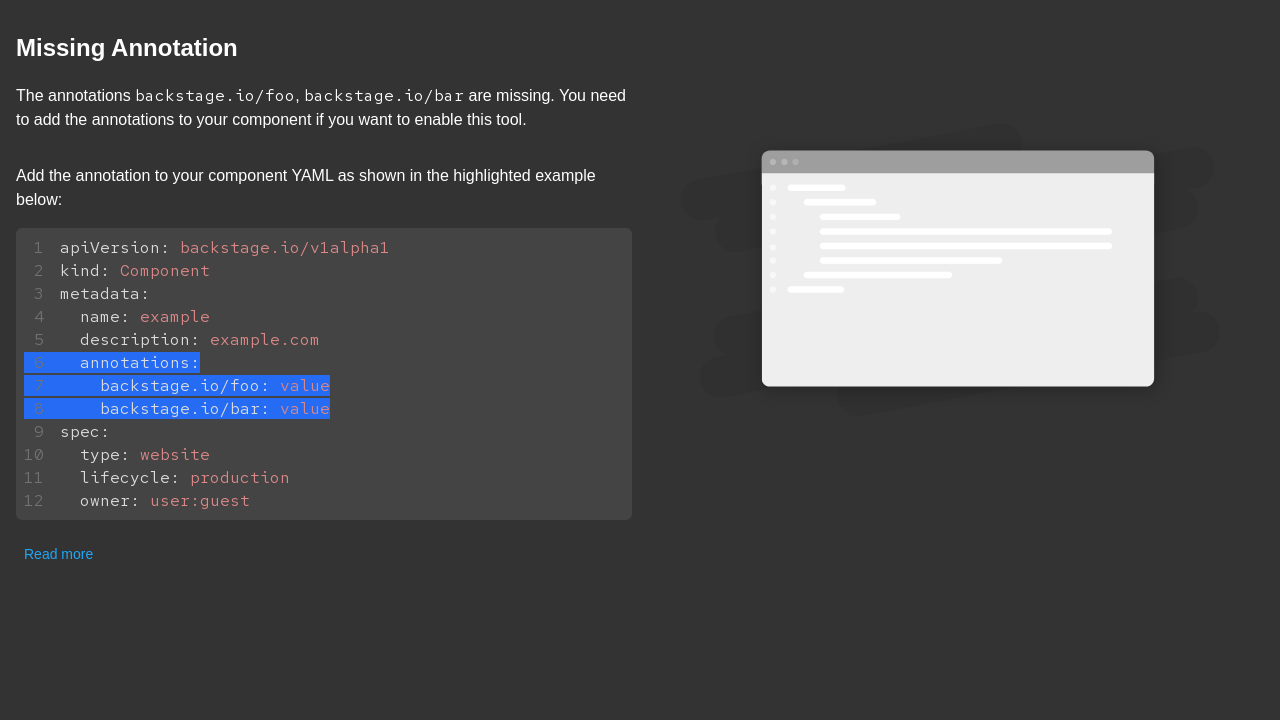 Missing Annotation
The annotations backstage.io/foo, backstage.io/bar are missing. You need
to add the annotations to your component if you want to enable this tool.
Add the annotation to your component YAML as shown in the highlighted example
below:
1 apiVersion: backstage.io/v1alpha1
2 kind: Component
3 metadata:
4   name: example
5   description: example.com
6   annotations:
7     backstage.io/foo: value
8     backstage.io/bar: value
9 spec:
10   type: website
11   lifecycle: production
12   owner: user:guest
Read more